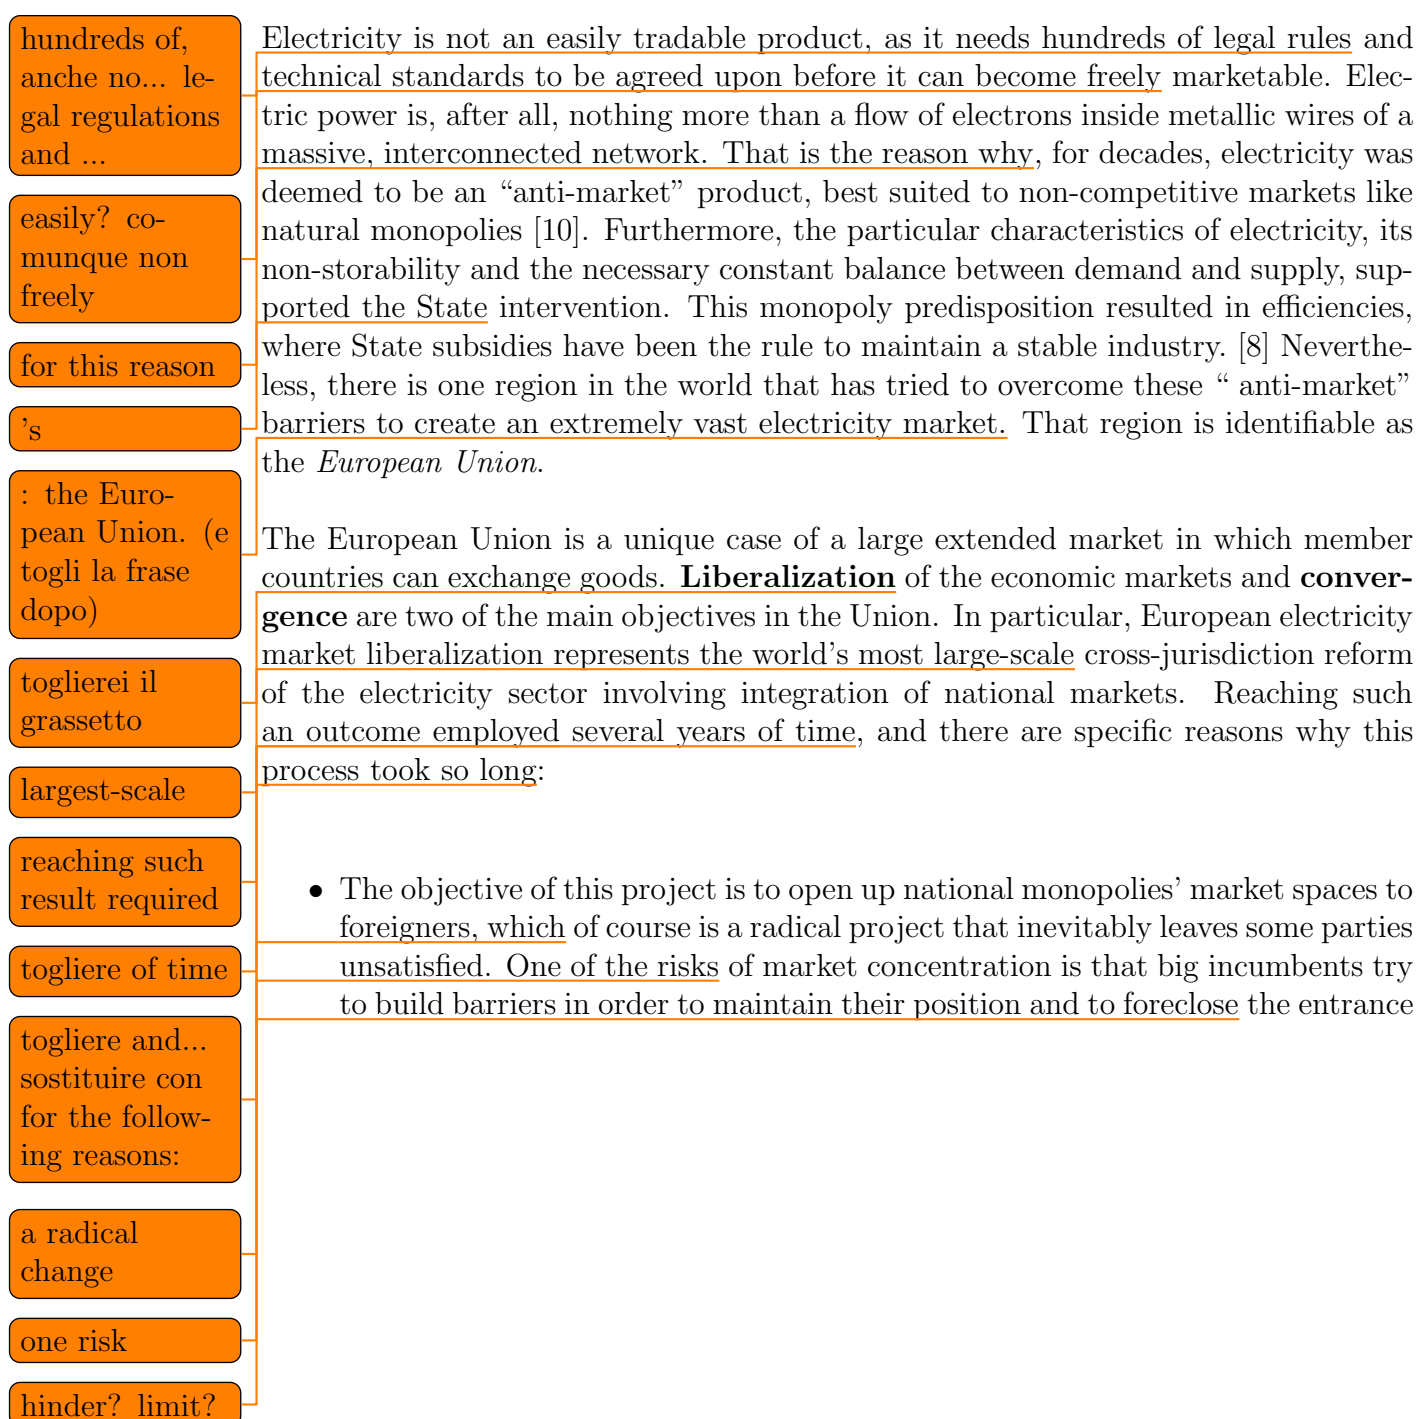 hundreds of,
anche no... le-
gal regulations
and ...
easily? co-
munque non
freely
for this reason
’s
: the Euro-
pean Union. (e
togli la frase
dopo)
toglierei il
grassetto
largest-scale
reaching such
result required
togliere of time
togliere and...
sostituire con
for the follow-
ing reasons:
a radical
change
one risk
hinder? limit?
Electricity is not an easily tradable product, as it needs hundreds of legal rules and
technical standards to be agreed upon before it can become freely marketable. Elec-
tric power is, after all, nothing more than a flow of electrons inside metallic wires of a
massive, interconnected network. That is the reason why, for decades, electricity was
deemed to be an “anti-market” product, best suited to non-competitive markets like
natural monopolies [10]. Furthermore, the particular characteristics of electricity, its
non-storability and the necessary constant balance between demand and supply, sup-
ported the State intervention. This monopoly predisposition resulted in efficiencies,
where State subsidies have been the rule to maintain a stable industry. [8] Neverthe-
less, there is one region in the world that has tried to overcome these “ anti-market”
barriers to create an extremely vast electricity market. That region is identifiable as
the European Union.
The European Union is a unique case of a large extended market in which member
countries can exchange goods. Liberalization of the economic markets and conver-
gence are two of the main objectives in the Union. In particular, European electricity
market liberalization represents the world’s most large-scale cross-jurisdiction reform
of the electricity sector involving integration of national markets. Reaching such
an outcome employed several years of time, and there are specific reasons why this
process took so long:
• The objective of this project is to open up national monopolies’ market spaces to
foreigners, which of course is a radical project that inevitably leaves some parties
unsatisfied. One of the risks of market concentration is that big incumbents try
to build barriers in order to maintain their position and to foreclose the entrance